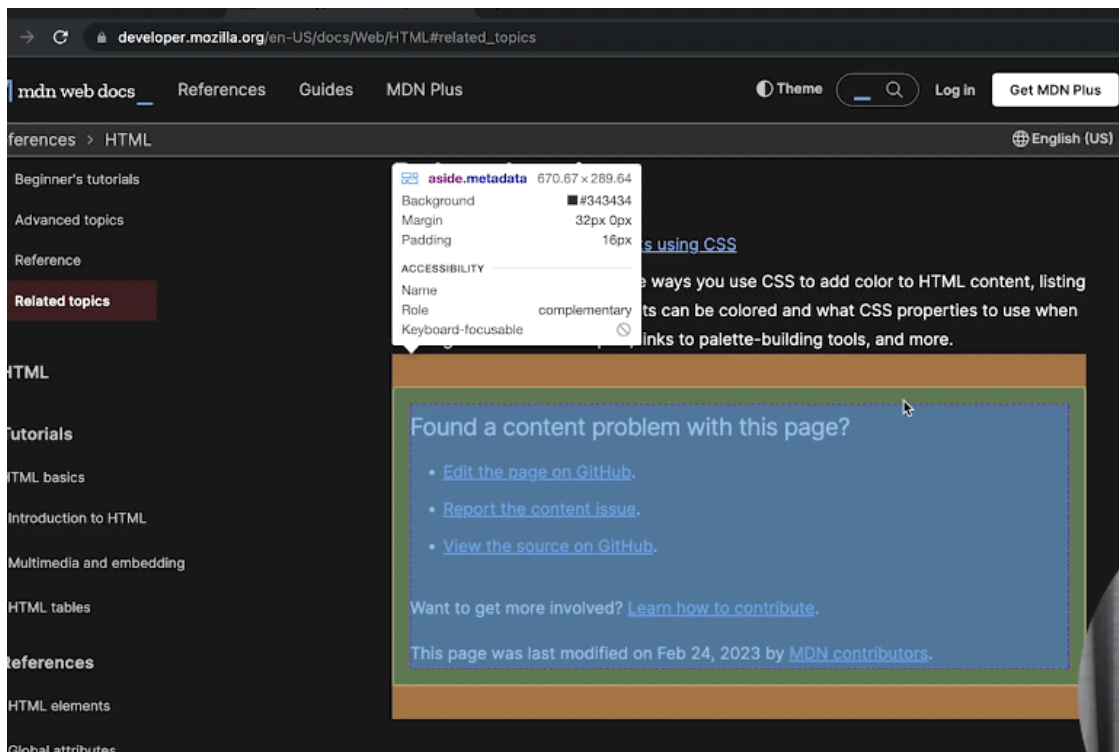 developer.mozilla.org/en-US/docs/Web/HTML#related_topics
mdn web docs_ References Guides MDN Plus Theme Log in Get MDN Plus
ferences > HTML English (US)
Beginner's tutorials
Advanced topics
Reference
Related topics
HTML
Tutorials
HTML basics
Introduction to HTML
Multimedia and embedding
HTML tables
References
HTML elements
Global attributes
aside.metadata 670.67 × 289.64
Background #343434
Margin 32px 0px
Padding 16px
ACCESSIBILITY
Name
Role complementary
Keyboard-focusable
s using CSS
ways you use CSS to add color to HTML content, listing
ts can be colored and what CSS properties to use when
inks to palette-building tools, and more.
Found a content problem with this page?
• Edit the page on GitHub.
• Report the content issue.
• View the source on GitHub.
Want to get more involved? Learn how to contribute.
This page was last modified on Feb 24, 2023 by MDN contributors.